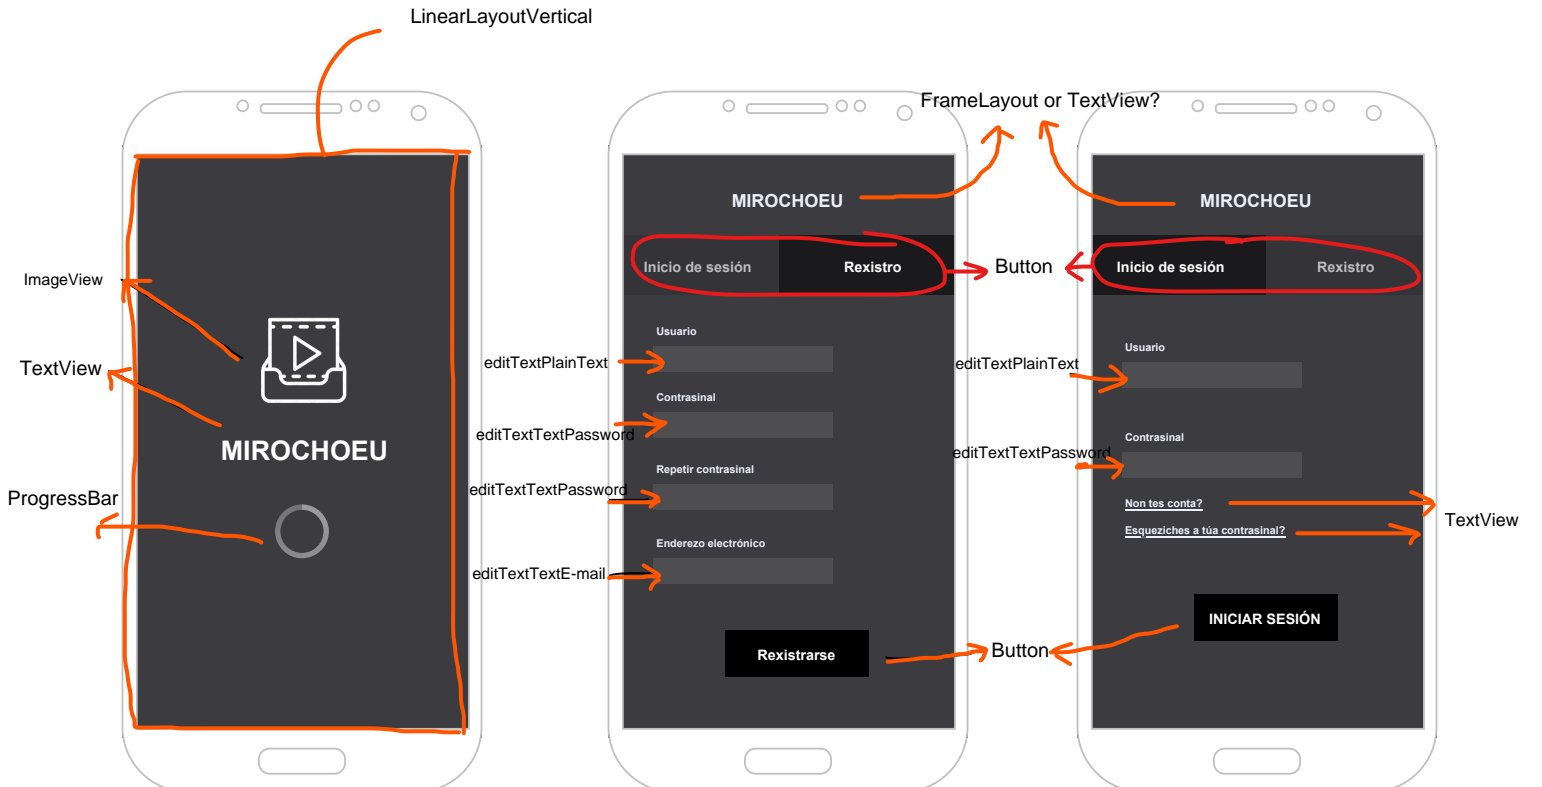 LinearLayoutVertical
ImageView
TextView
MIROCHOEU
ProgressBar
FrameLayout or TextView?
MIROCHOEU
Inicio de sesión
Rexistro
Button
Usuario
editTextPlainText
Contrasinal
editTextTextPassword
Repetir contrasinal
editTextTextPassword
Enderezo electrónico
editTextTextE-mail
Rexistrarse
Button
MIROCHOEU
Inicio de sesión
Rexistro
Usuario
editTextPlainText
Contrasinal
editTextTextPassword
Non tes conta?
Esqueziches a túa contrasinal?
TextView
INICIAR SESIÓN